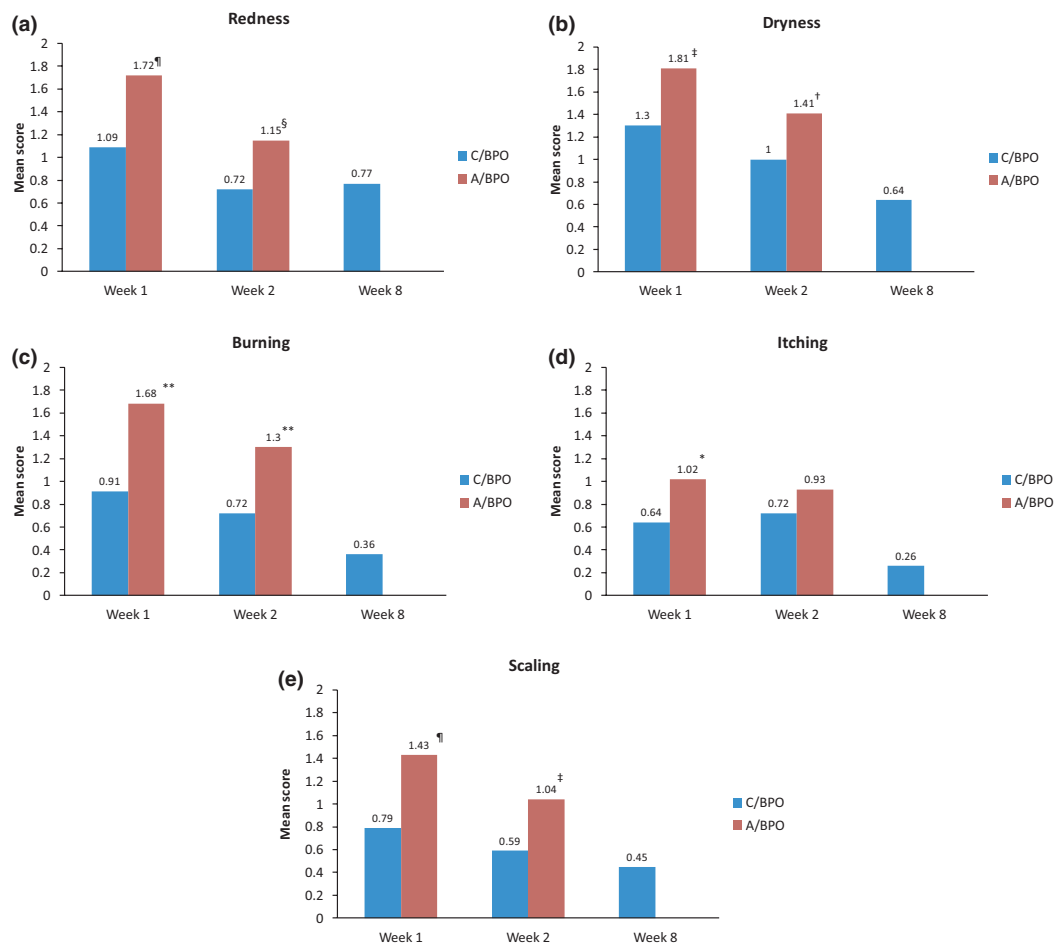 (a)
Redness
Mean score
2
1.8
1.6
1.4
1.2
1
0.8
0.6
0.4
0.2
0
1.09
1.72¶
0.72
1.15§
0.77
Week 1
Week 2
Week 8
C/BPO
A/BPO
(b)
Dryness
Mean score
2
1.8
1.6
1.4
1.2
1
0.8
0.6
0.4
0.2
0
1.3
1.81‡
1
1.41†
0.64
Week 1
Week 2
Week 8
C/BPO
A/BPO
(c)
Burning
Mean score
2
1.8
1.6
1.4
1.2
1
0.8
0.6
0.4
0.2
0
0.91
1.68 **
0.72
1.3**
0.36
Week 1
Week 2
Week 8
C/BPO
A/BPO
(d)
Itching
Mean score
2
1.8
1.6
1.4
1.2
1
0.8
0.6
0.4
0.2
0
0.64
1.02 *
0.72
0.93
0.26
Week 1
Week 2
Week 8
C/BPO
A/BPO
(e)
Scaling
Mean score
2
1.8
1.6
1.4
1.2
1
0.8
0.6
0.4
0.2
0
0.79
1.43 ¶
0.59
1.04‡
0.45
Week 1
Week 2
Week 8
C/BPO
A/BPO